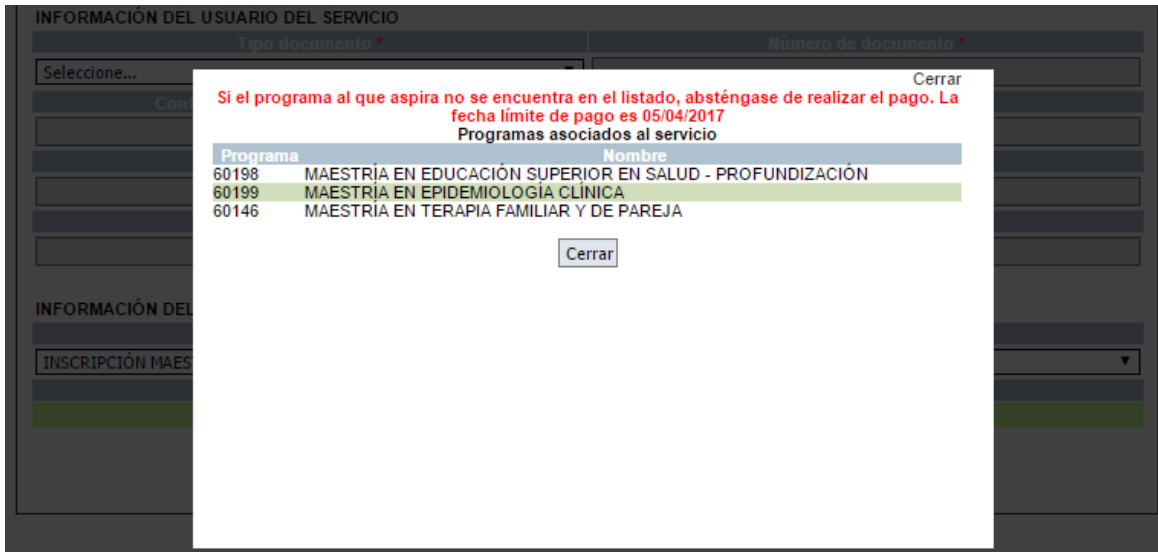 INFORMACIÓN DEL USUARIO DEL SERVICIO
Tipo documento * Número de documento *
Seleccione...
Cerrar
Si el programa al que aspira no se encuentra en el listado, absténgase de realizar el pago. La
fecha límite de pago es 05/04/2017
Programas asociados al servicio
Programa Nombre
60198 MAESTRÍA EN EDUCACIÓN SUPERIOR EN SALUD - PROFUNDIZACIÓN
60199 MAESTRÍA EN EPIDEMIOLOGÍA CLÍNICA
60146 MAESTRÍA EN TERAPIA FAMILIAR Y DE PAREJA
Cerrar
INFORMACIÓN DEL
INSCRIPCIÓN MAES